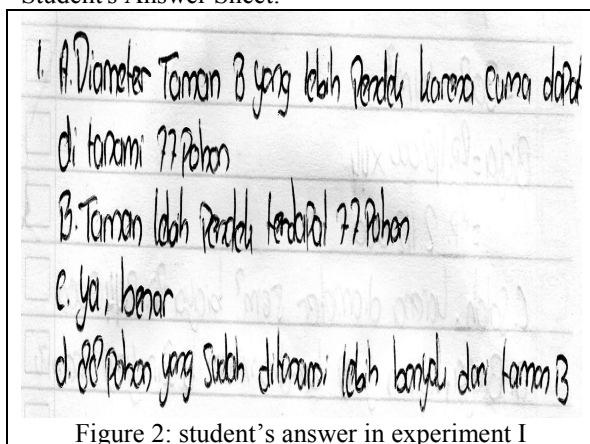 Student's Answer Sheet:
1. A. Diameter Taman B yang lebih Pendek karena Cuma dapat
di tanami 77 Pohon
B. Taman lebih Pendek terdapat 77 Pohon
C. ya, benar
d. 88 Pohon yang Sudah ditanami lebih banyak dari taman B
Figure 2: student's answer in experiment I